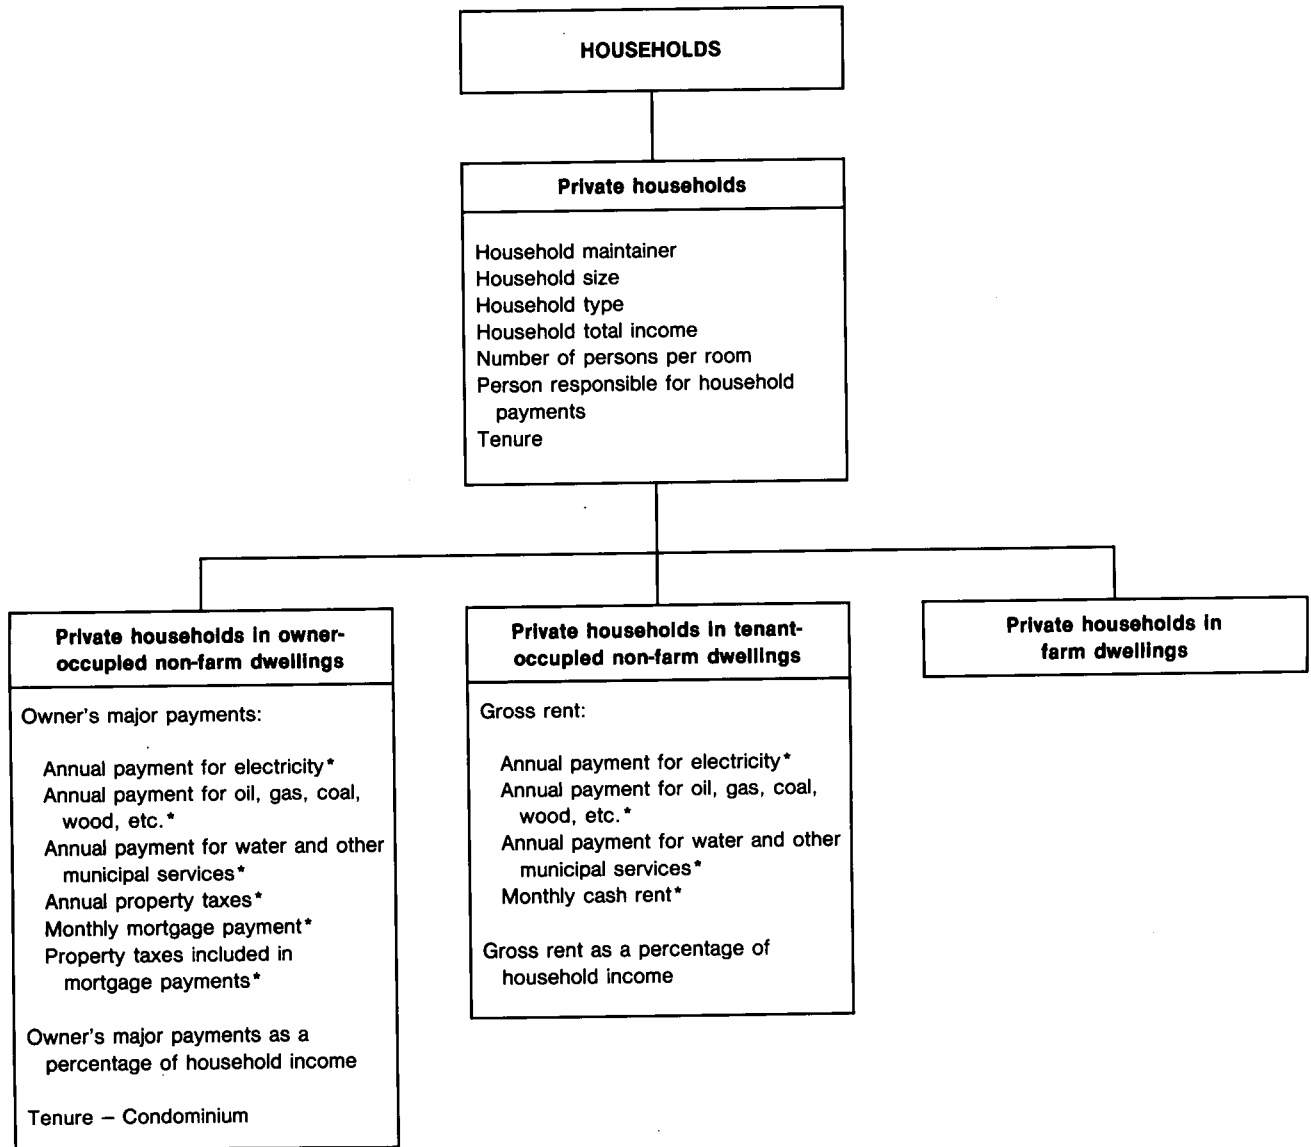 HOUSEHOLDS
Private households
Household maintainer
Household size
Household type
Household total income
Number of persons per room
Person responsible for household
payments
Tenure
Private households in owner-
occupied non-farm dwellings
Owner's major payments:
Annual payment for electricity*
Annual payment for oil, gas, coal,
wood, etc.*
Annual payment for water and other
municipal services*
Annual property taxes*
Monthly mortgage payment*
Property taxes included in
mortgage payments*
Owner's major payments as a
percentage of household income
Tenure – Condominium
Private households in tenant-
occupied non-farm dwellings
Gross rent:
Annual payment for electricity*
Annual payment for oil, gas, coal,
wood, etc.*
Annual payment for water and other
municipal services*
Monthly cash rent*
Gross rent as a percentage of
household income
Private households in
farm dwellings